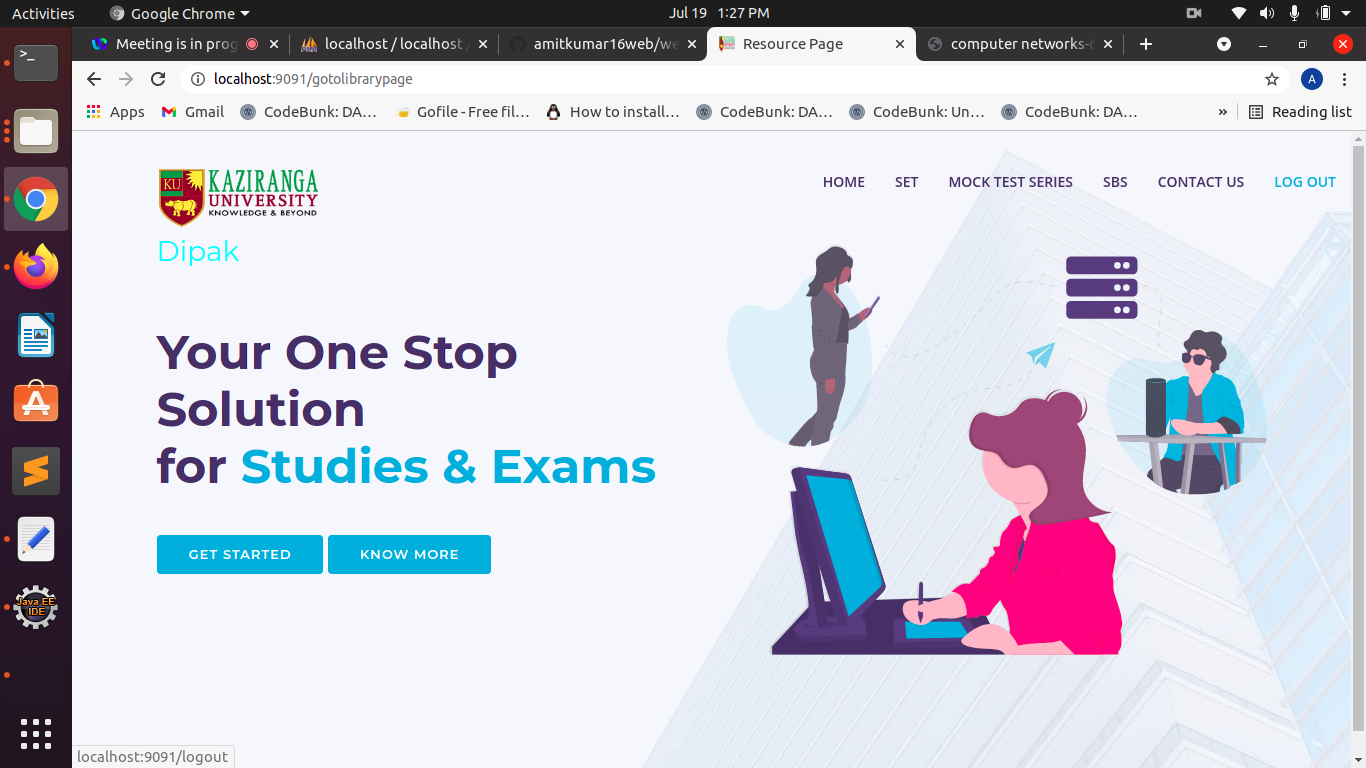 Activities
Google Chrome
Jul 19 1:27 PM
Meeting is in prog
localhost / localhost /
amitkumar16web/we
Resource Page
computer networks-
localhost:9091/gotolibrarypage
A
Apps
Gmail
CodeBunk: DA…
Gofile - Free fil…
How to install…
CodeBunk: DA…
CodeBunk: Un…
CodeBunk: DA…
»
Reading list
KU
KAZIRANGA
UNIVERSITY
KNOWLEDGE & BEYOND
HOME
SET
MOCK TEST SERIES
SBS
CONTACT US
LOG OUT
Dipak
Your One Stop
Solution
for Studies & Exams
GET STARTED
KNOW MORE
Java EE
IDE
localhost:9091/logout